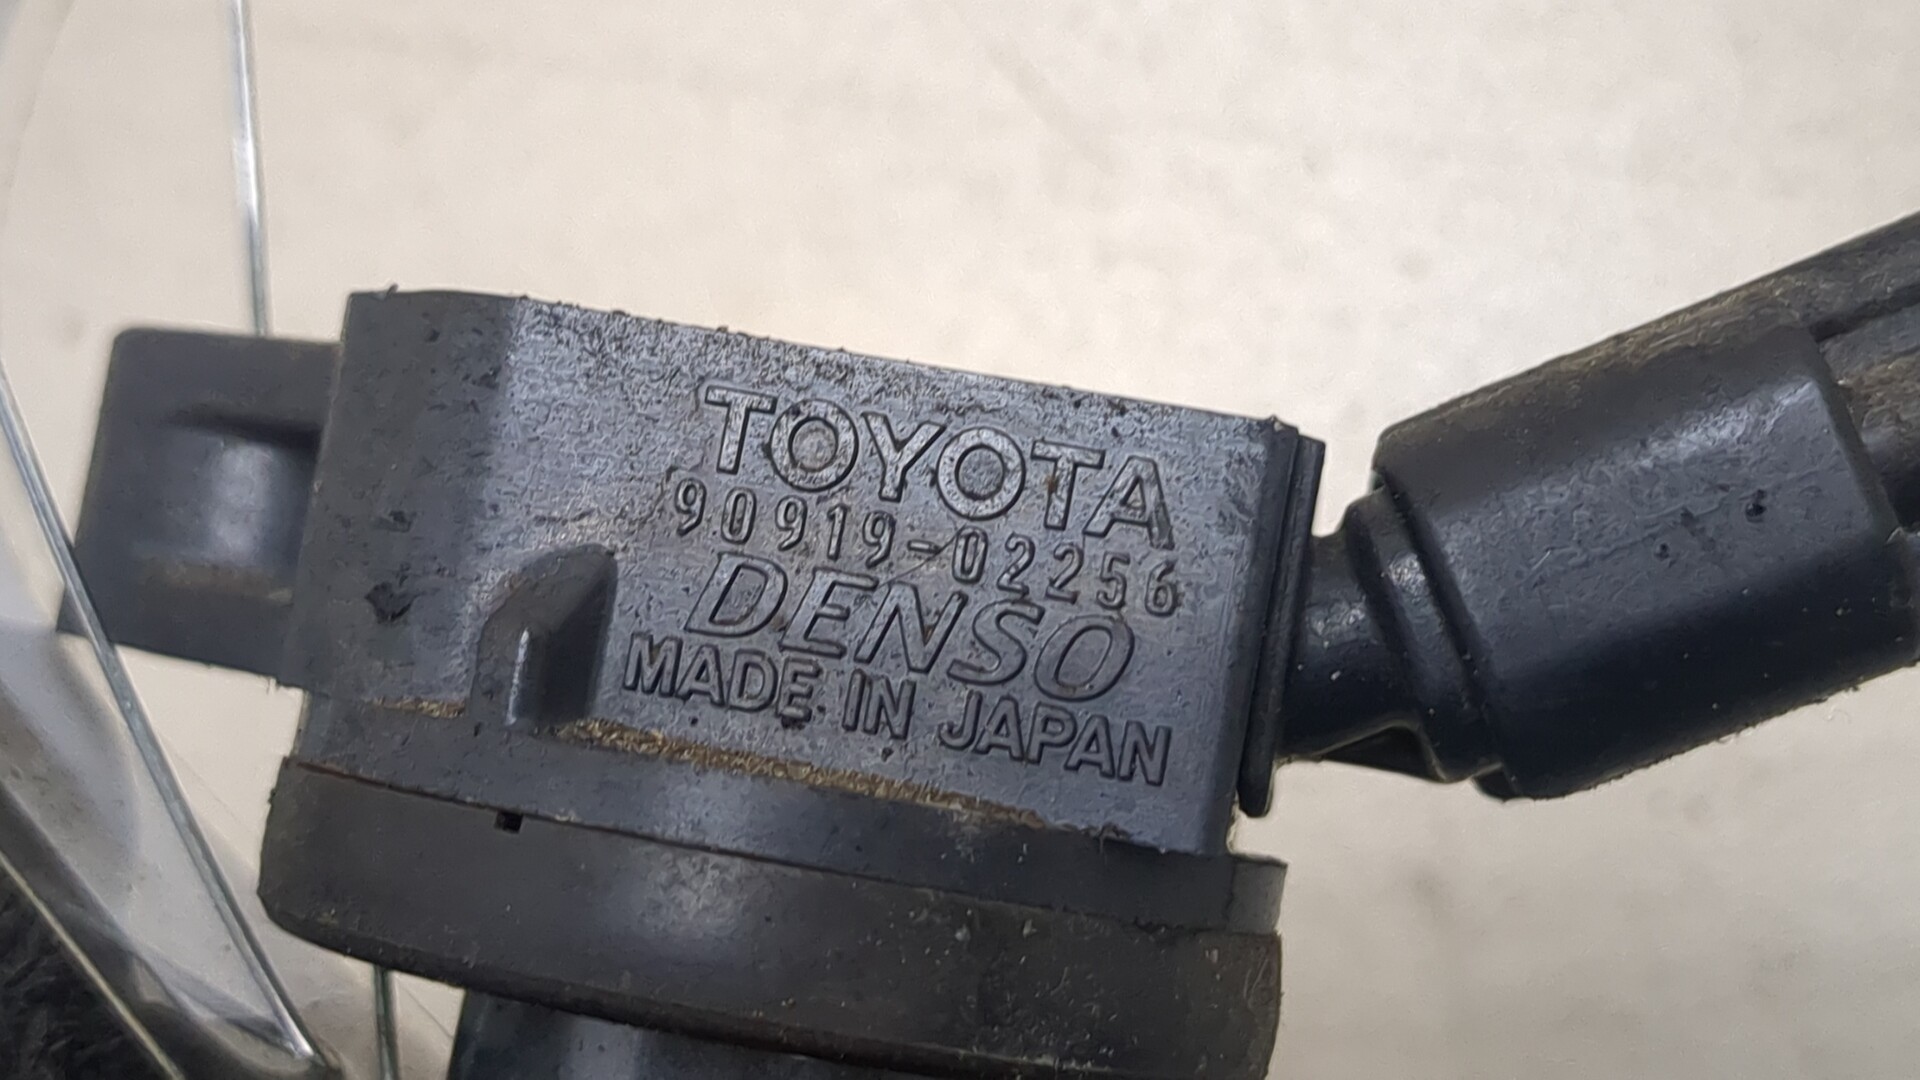 TOYOTA
90919-02256
DENSO
MADE IN JAPAN